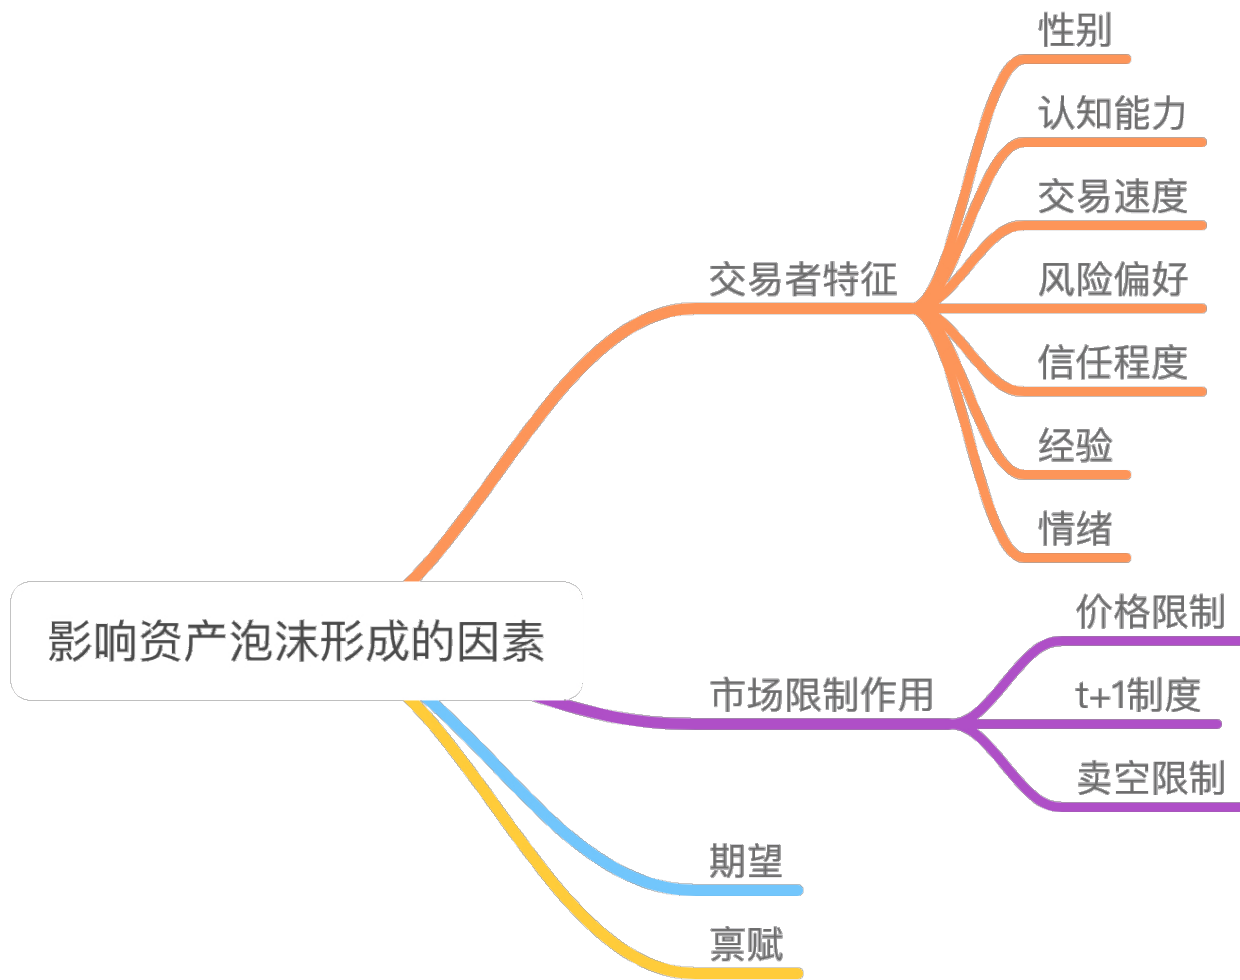 性别
认知能力
交易速度
交易者特征
风险偏好
信任程度
经验
情绪
影响资产泡沫形成的因素
价格限制
市场限制作用
t+1制度
卖空限制
期望
禀赋